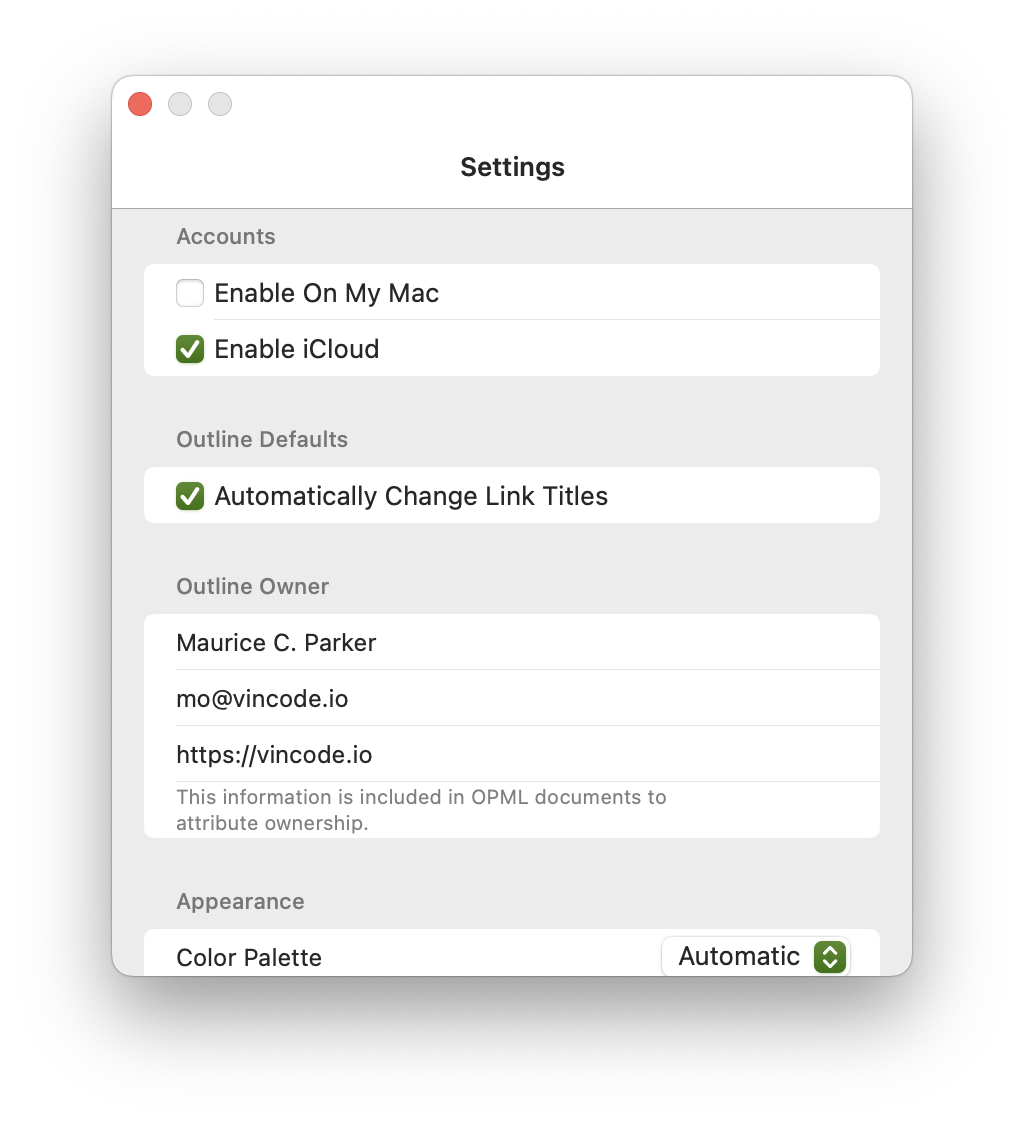 Settings
Accounts
Enable On My Mac
Enable iCloud
Outline Defaults
Automatically Change Link Titles
Outline Owner
Maurice C. Parker
mo@vincode.io
https://vincode.io
This information is included in OPML documents to
attribute ownership.
Appearance
Color Palette
Automatic